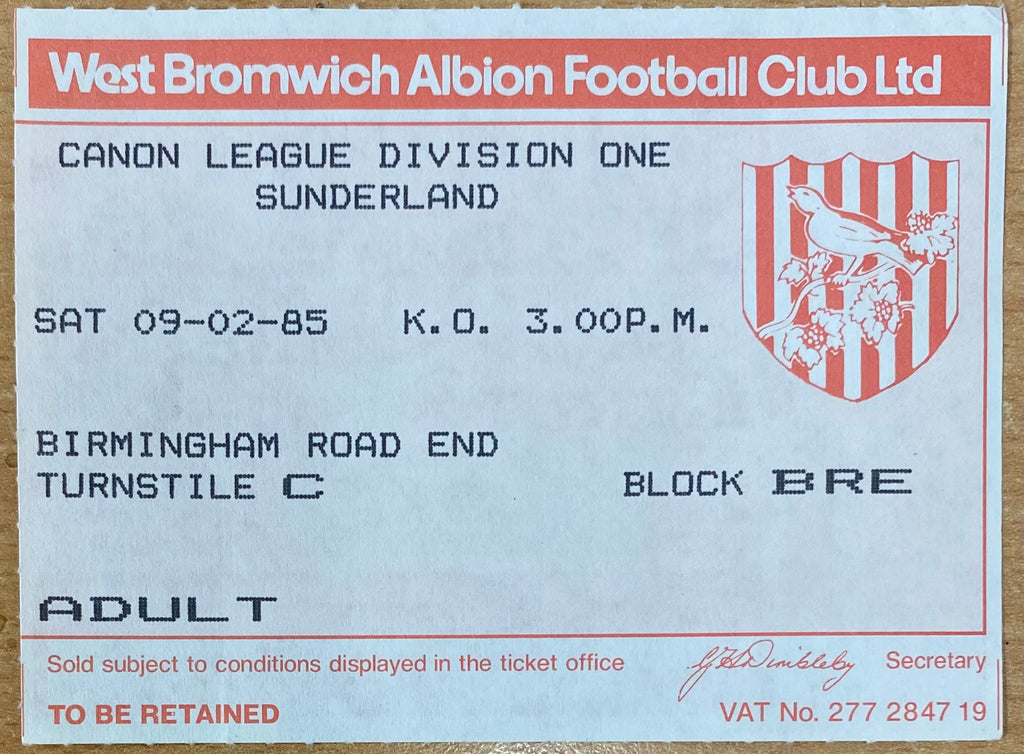 West Bromwich Albion Football Club Ltd
CANON LEAGUE DIVISION ONE
SUNDERLAND
SAT 09-02-85 K.O. 3.00P.M.
BIRMINGHAM ROAD END
TURNSTILE C BLOCK BRE
ADULT
Sold subject to conditions displayed in the ticket office GH Dimbleby Secretary
TO BE RETAINED VAT No. 277 2847 19